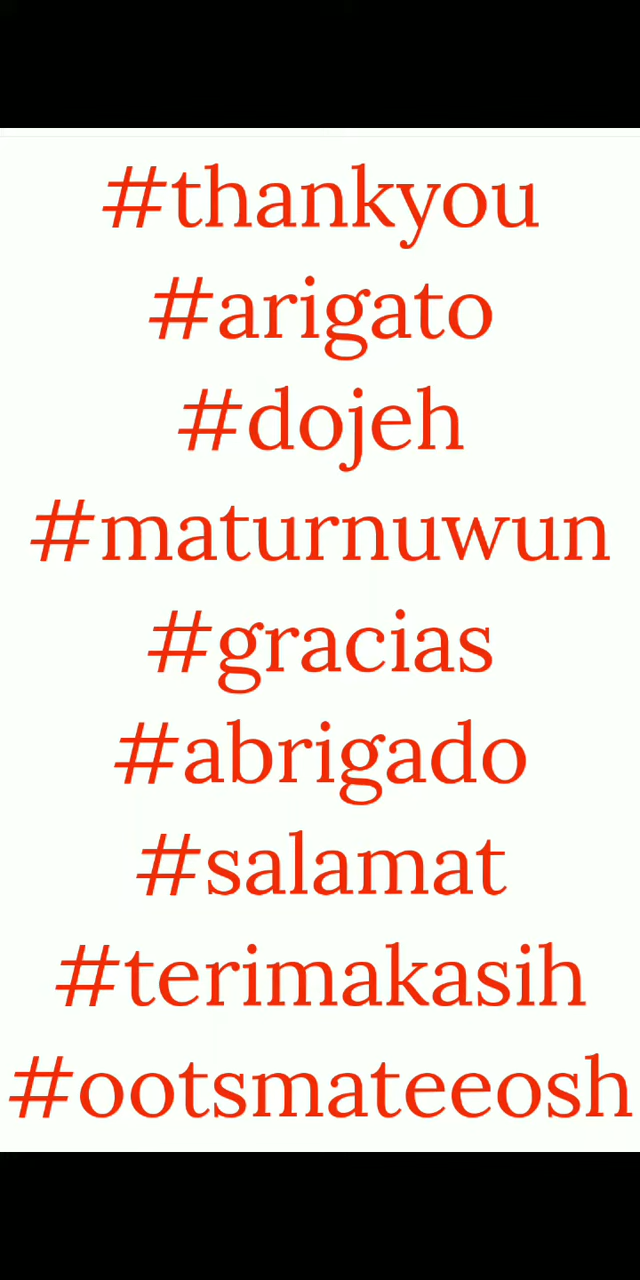 #thankyou
#arigato
#dojeh
#maturnuwun
#gracias
#abrigado
#salamat
#terimakasih
#ootsmateeosh